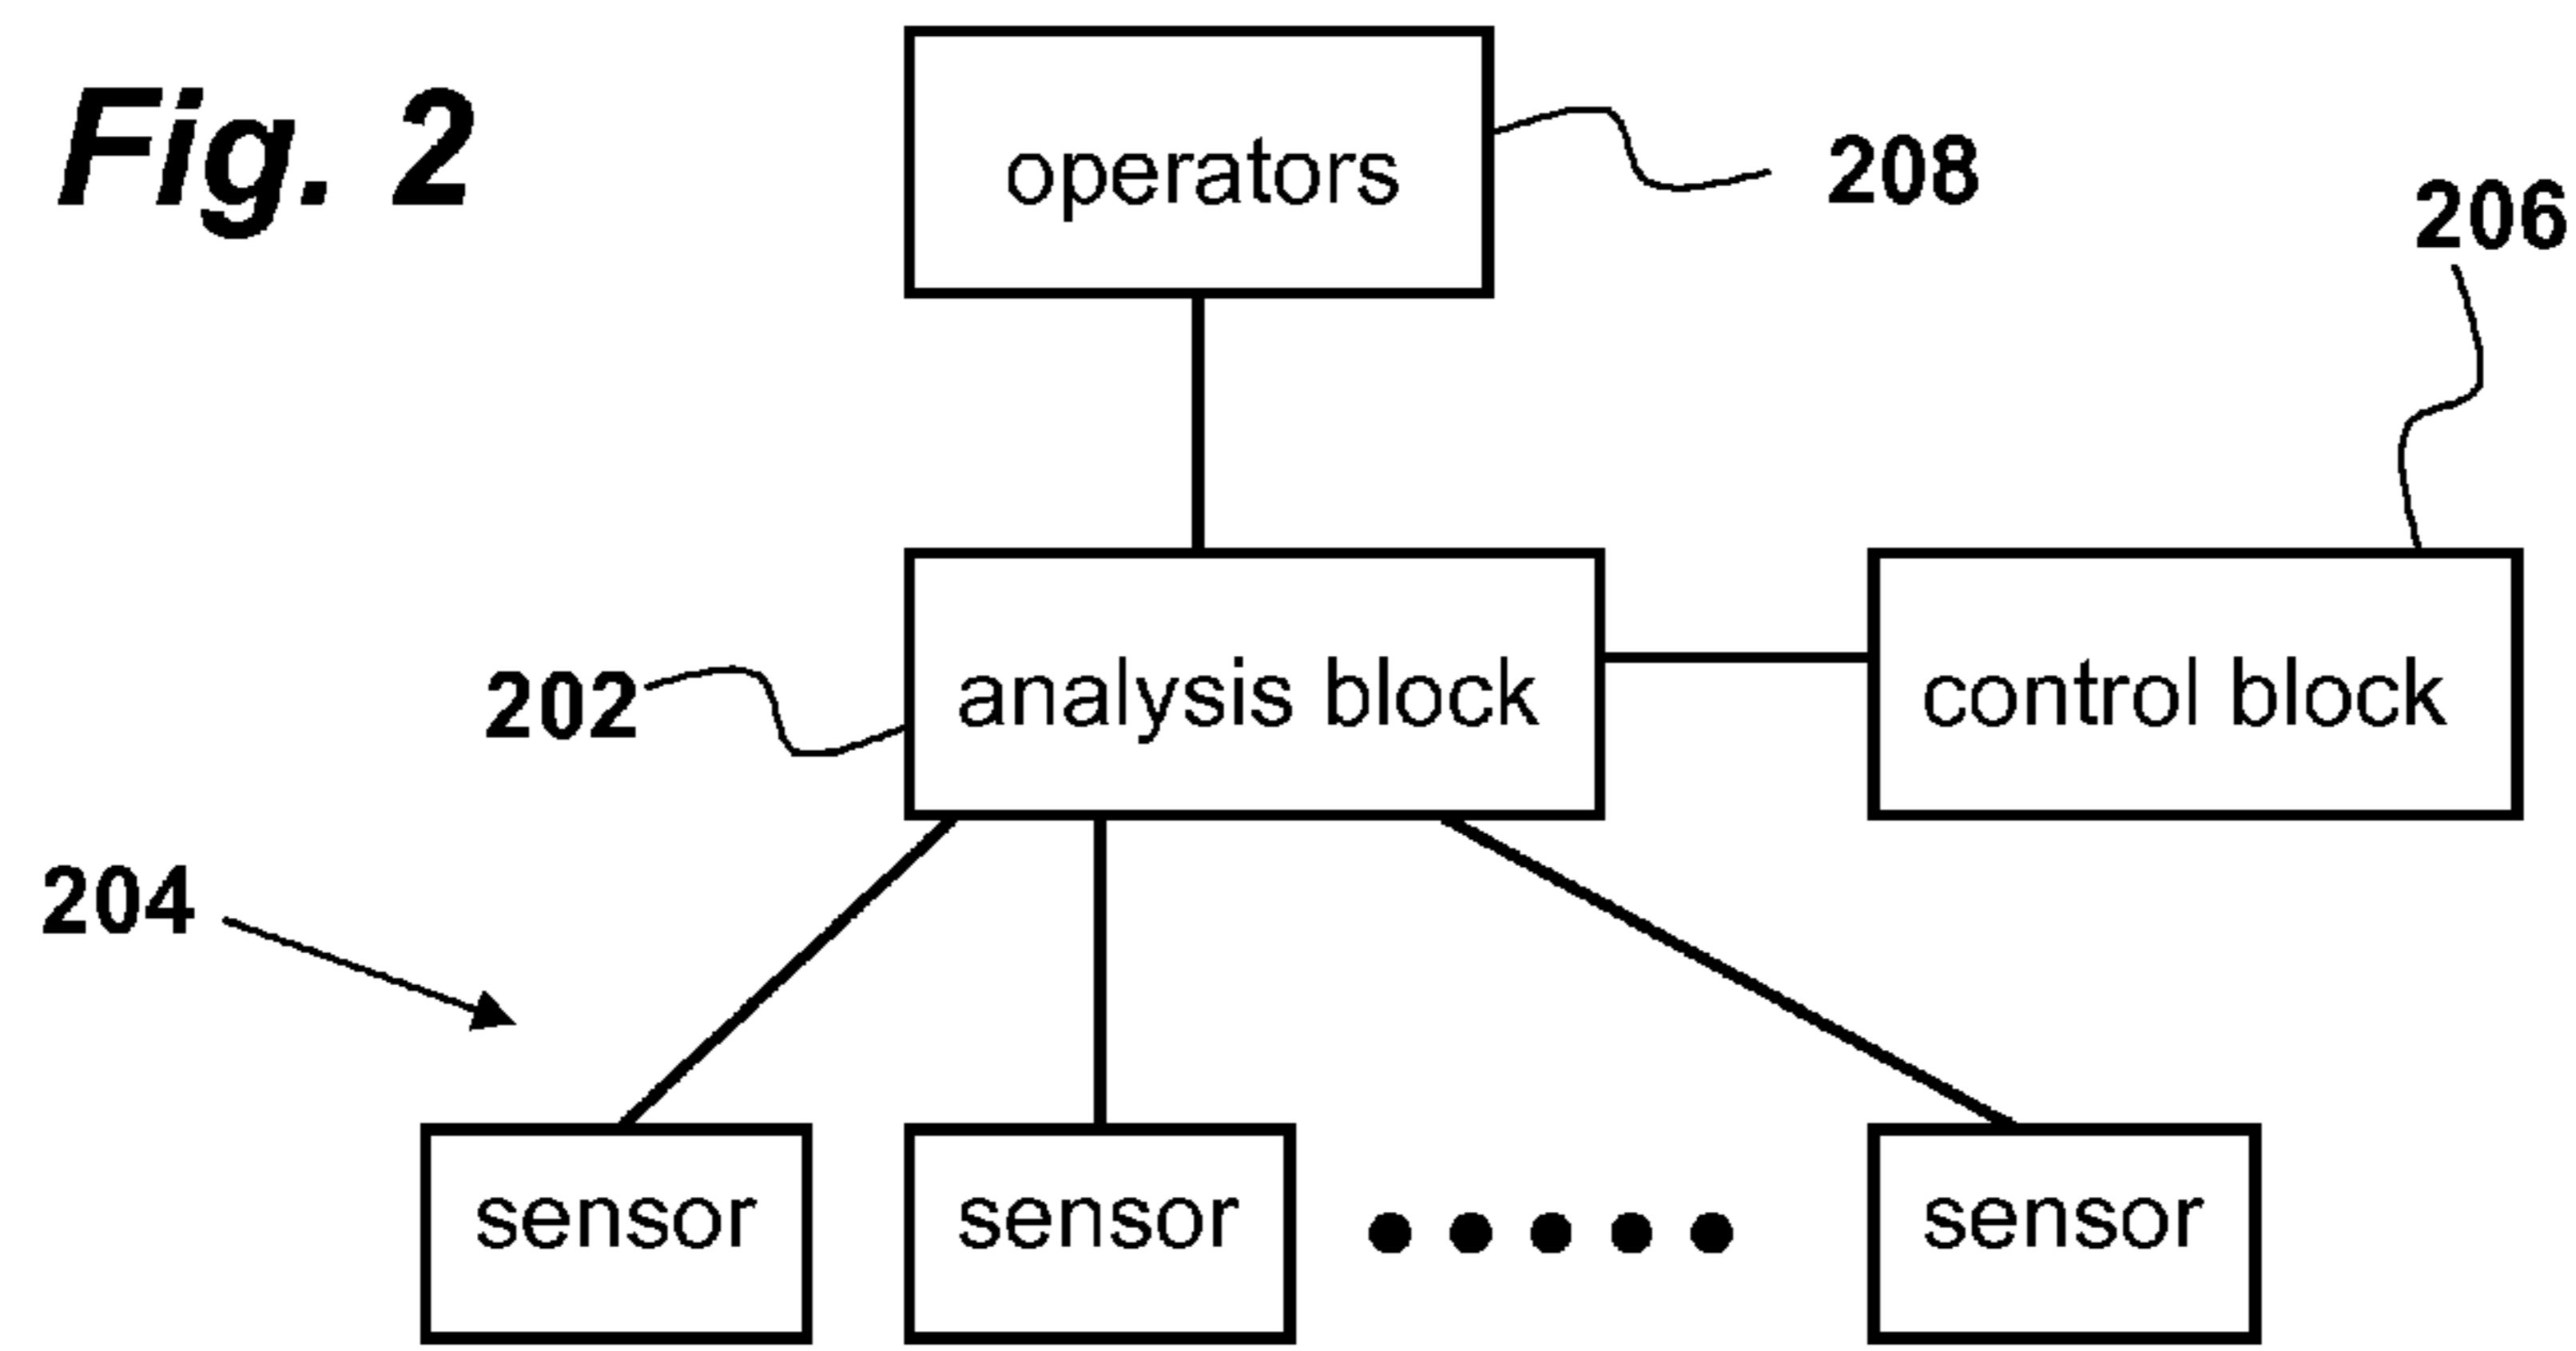 Fig. 2
operators
208
206
202
analysis block
control block
204
sensor
sensor
sensor